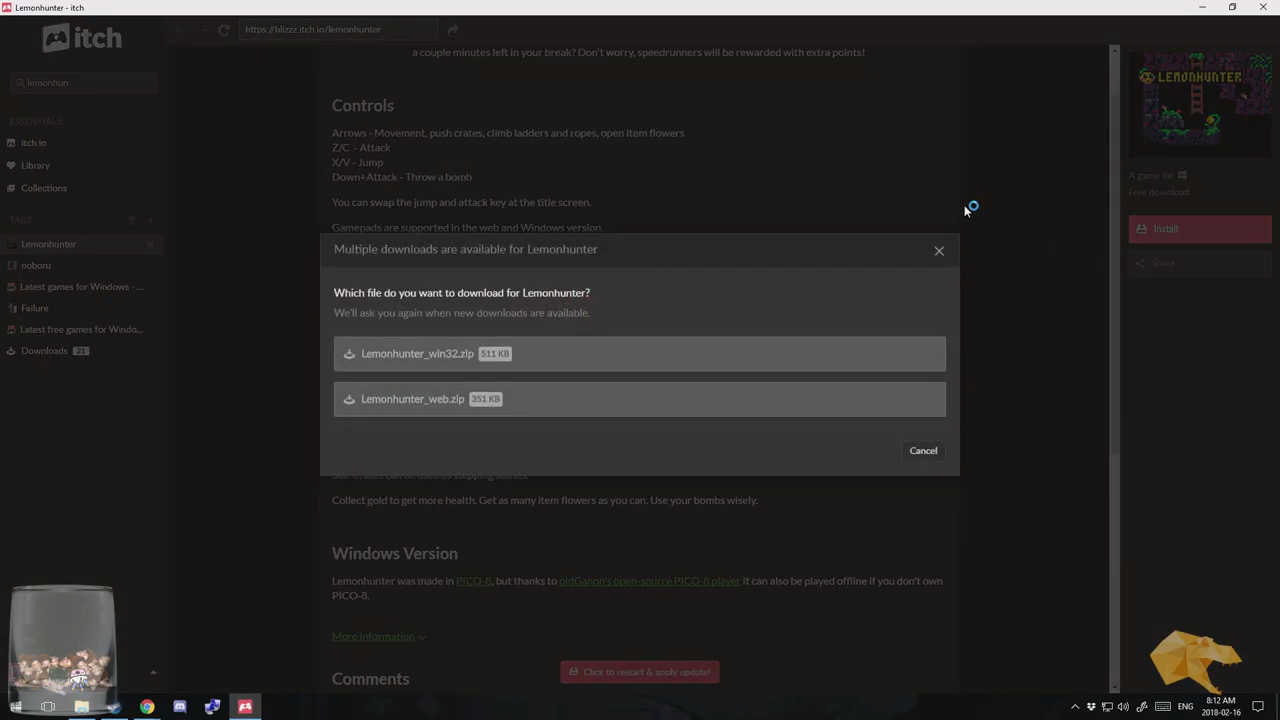 Lemonhunter - itch
itch
https://blizzz.itch.io/lemonhunter
lemonhun
ESSENTIALS
itch.io
Library
Collections
TABS
Lemonhunter
noboru
Latest games for Windows - ...
Failure
Latest free games for Windo...
Downloads 21
a couple minutes left in your break? Don't worry, speedrunners will be rewarded with extra points!
Controls
Arrows - Movement, push crates, climb ladders and ropes, open item flowers
Z/C - Attack
X/V - Jump
Down+Attack - Throw a bomb
You can swap the jump and attack key at the title screen.
Gamepads are supported in the web and Windows version.
Multiple downloads are available for Lemonhunter
Which file do you want to download for Lemonhunter?
We'll ask you again when new downloads are available.
Lemonhunter_win32.zip 511 KB
Lemonhunter_web.zip 351 KB
Cancel
Crates can be used as stepping stones.
Collect gold to get more health. Get as many item flowers as you can. Use your bombs wisely.
Windows Version
Lemonhunter was made in PICO-8, but thanks to oldGanon's open-source PICO-8 player it can also be played offline if you don't own
PICO-8.
More information
Comments
Click to restart & apply update!
LEMONHUNTER
A game for
Free download
Install
Share
ENG
8:12 AM
2018-02-16